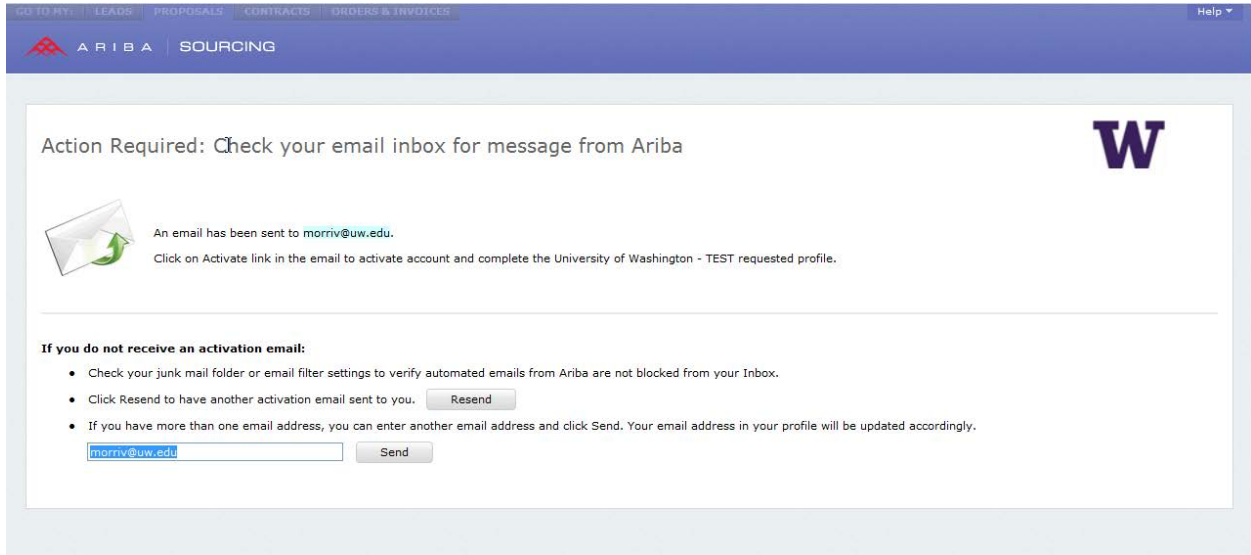 GO TO MY: LEADS PROPOSALS CONTRACTS ORDERS & INVOICES Help
ARIBA SOURCING
Action Required: Check your email inbox for message from Ariba
W
An email has been sent to morriv@uw.edu.
Click on Activate link in the email to activate account and complete the University of Washington - TEST requested profile.
If you do not receive an activation email:
• Check your junk mail folder or email filter settings to verify automated emails from Ariba are not blocked from your Inbox.
• Click Resend to have another activation email sent to you. Resend
• If you have more than one email address, you can enter another email address and click Send. Your email address in your profile will be updated accordingly.
morriv@uw.edu Send